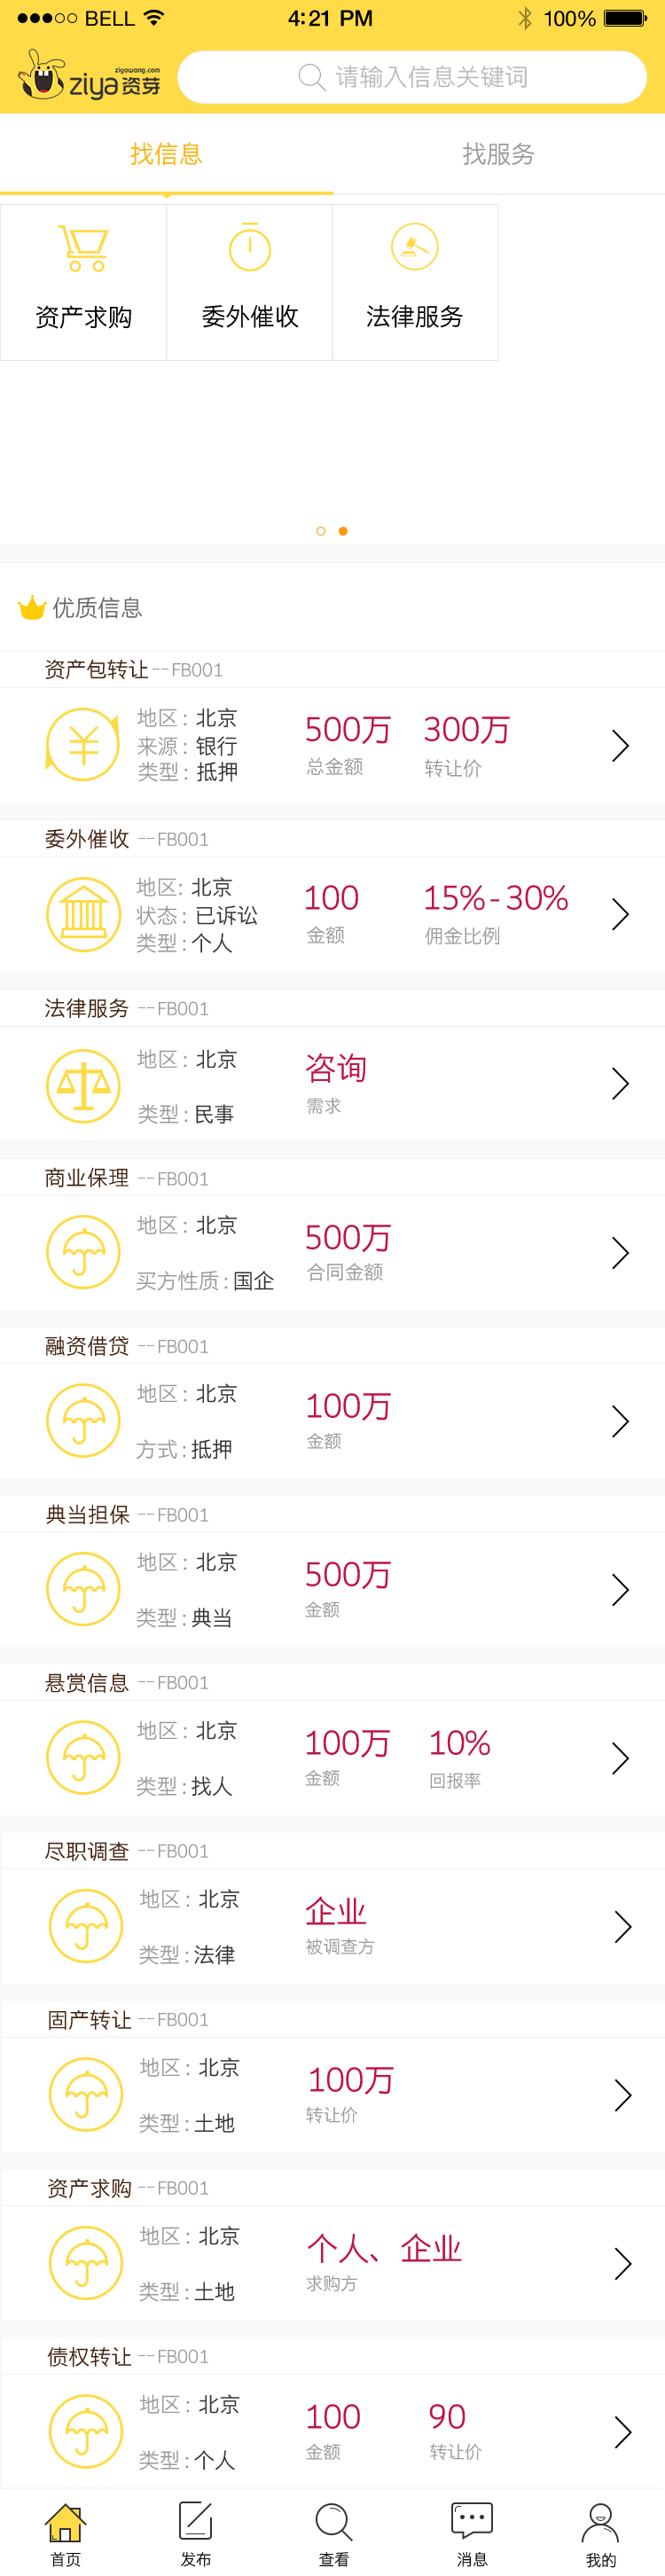 BELL 4:21 PM 100%
ziyawang.com
ziya资芽
请输入信息关键词
找信息 找服务
资产求购 委外催收 法律服务
优质信息
资产包转让--FB001
地区: 北京
来源: 银行
类型: 抵押
500万 300万
总金额 转让价
委外催收 --FB001
地区: 北京
状态: 已诉讼
类型: 个人
100 15%-30%
金额 佣金比例
法律服务 --FB001
地区: 北京
类型: 民事
咨询
需求
商业保理 --FB001
地区: 北京
买方性质: 国企
500万
合同金额
融资借贷 --FB001
地区: 北京
方式: 抵押
100万
金额
典当担保 --FB001
地区: 北京
类型: 典当
500万
金额
悬赏信息 --FB001
地区: 北京
类型: 找人
100万 10%
金额 回报率
尽职调查 --FB001
地区: 北京
类型: 法律
企业
被调查方
固产转让 --FB001
地区: 北京
类型: 土地
100万
转让价
资产求购 --FB001
地区: 北京
类型: 土地
个人、企业
求购方
债权转让 --FB001
地区: 北京
类型: 个人
100 90
金额 转让价
首页 发布 查看 消息 我的